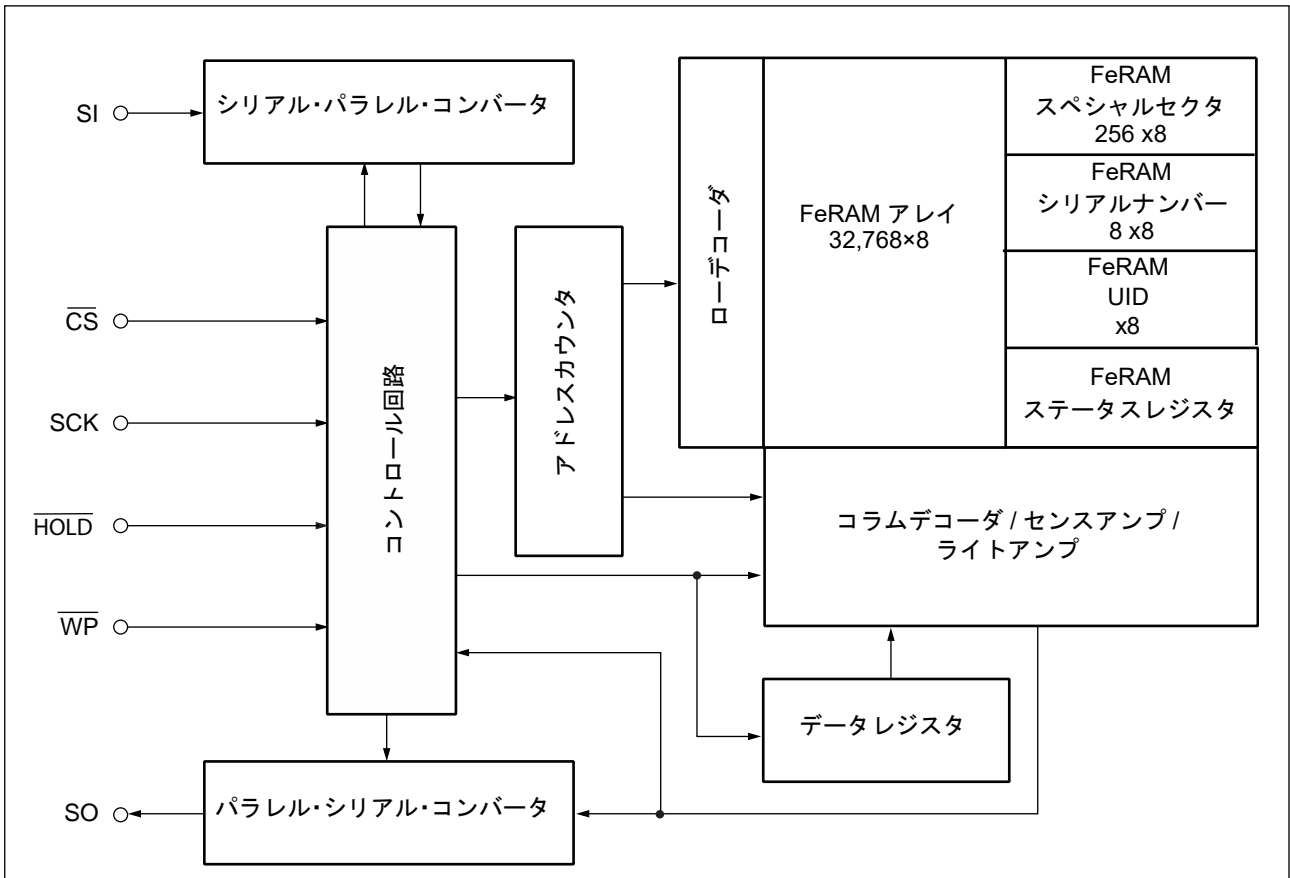 SI
シリアル・パラレル・コンバータ
CS
SCK
HOLD
WP
SO
コントロール回路
アドレスカウンタ
ローデコーダ
FeRAM アレイ
32,768×8
FeRAM
スペシャルセクタ
256 x8
FeRAM
シリアルナンバー
8 x8
FeRAM
UID
x8
FeRAM
ステータスレジスタ
コラムデコーダ / センスアンプ /
ライトアンプ
データレジスタ
パラレル・シリアル・コンバータ